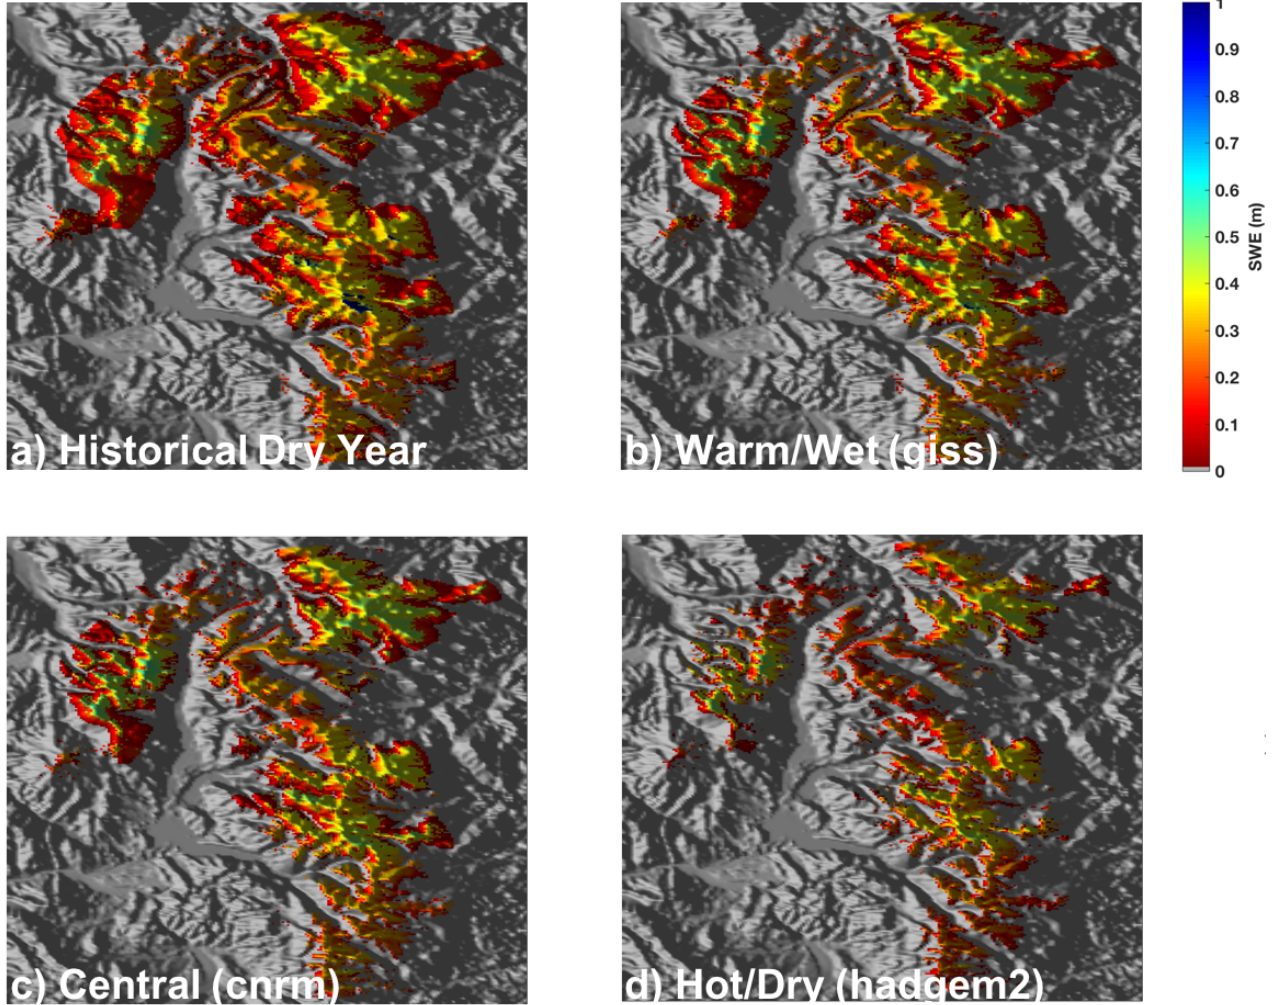 a) Historical Dry Year
b) Warm/Wet (giss)
1
0.9
0.8
0.7
0.6
0.5
0.4
0.3
0.2
0.1
0
SWE (m)
c) Central (cnrm)
d) Hot/Dry (hadgem2)